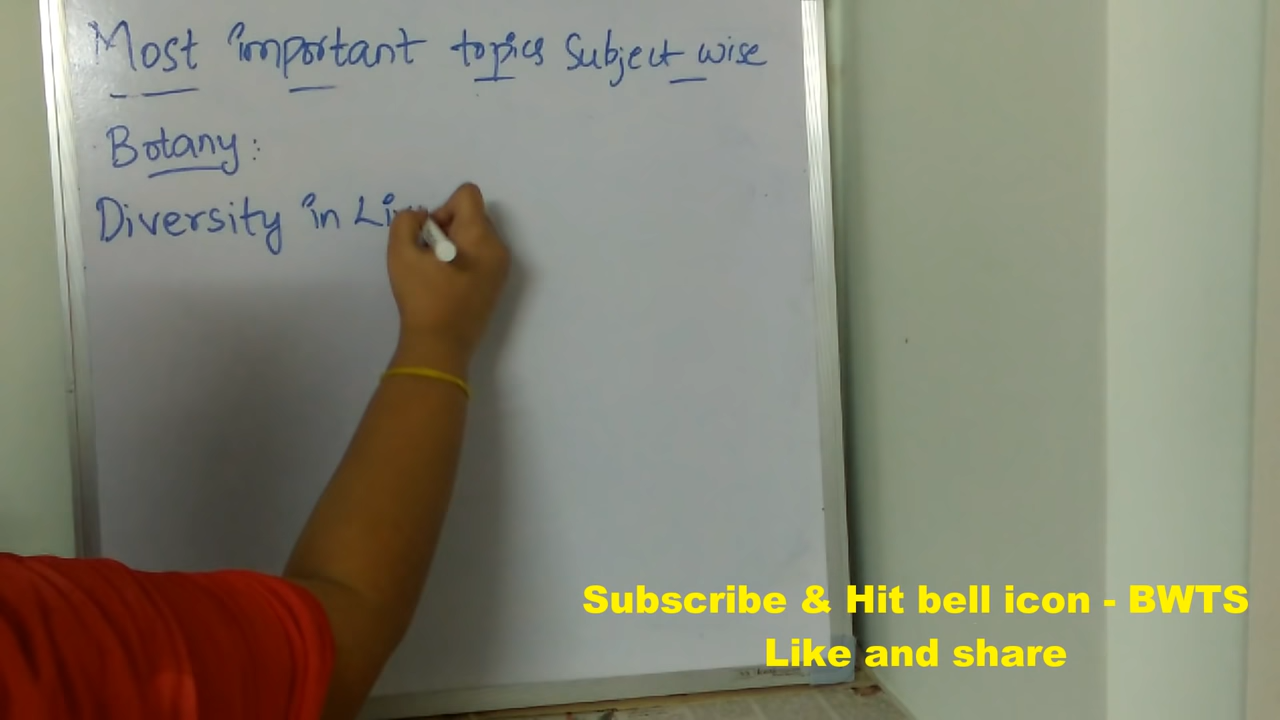 Most important topics Subject wise
Botany:
Diversity in
Subscribe & Hit bell icon - BWTS
Like and share